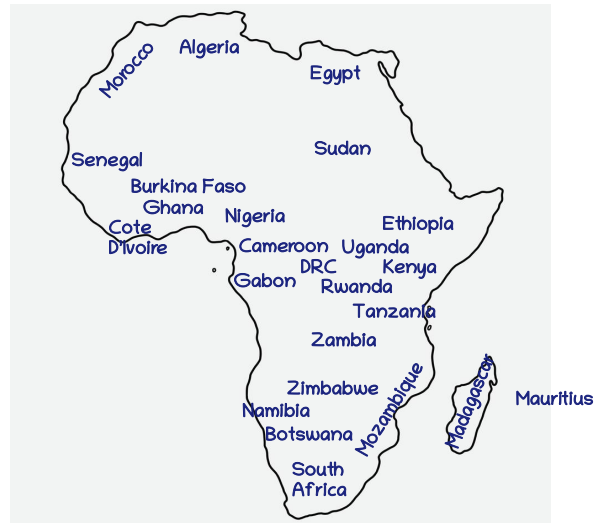 Algeria
Morocco
Egypt
Sudan
Senegal
Burkina Faso
Ghana
Nigeria
Cote
D'Ivoire
Ethiopia
Cameroon
Uganda
DRC
Kenya
Gabon
Rwanda
Tanzania
Zambia
Zimbabwe
Mozambique
Madagascar
Mauritius
Namibia
Botswana
South
Africa